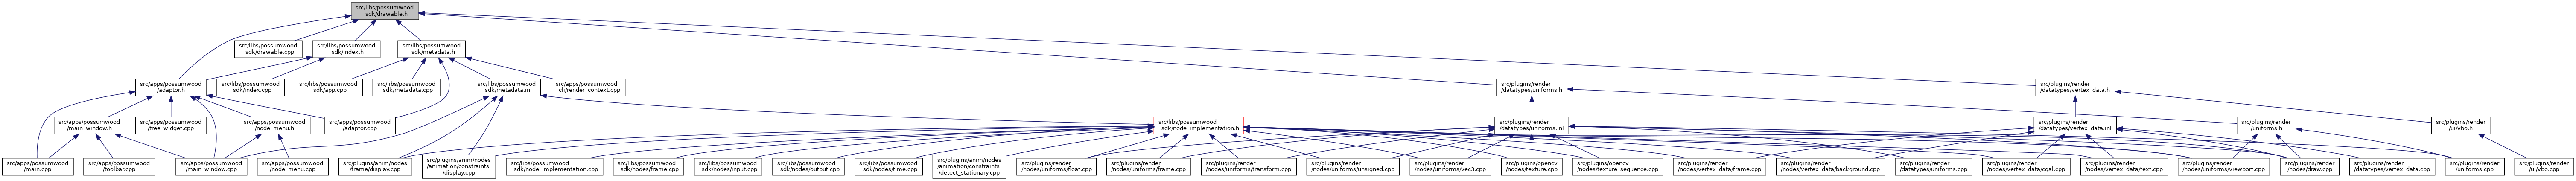 src/libs/possumwood
_sdk/drawable.h
src/libs/possumwood
_sdk/drawable.cpp
src/libs/possumwood
_sdk/index.h
src/libs/possumwood
_sdk/metadata.h
src/apps/possumwood
/adaptor.h
src/libs/possumwood
_sdk/index.cpp
src/libs/possumwood
_sdk/app.cpp
src/libs/possumwood
_sdk/metadata.cpp
src/libs/possumwood
_sdk/metadata.inl
src/apps/possumwood
_cli/render_context.cpp
src/plugins/render
/datatypes/uniforms.h
src/plugins/render
/datatypes/vertex_data.h
src/apps/possumwood
/main_window.h
src/apps/possumwood
/tree_widget.cpp
src/apps/possumwood
/node_menu.h
src/apps/possumwood
/adaptor.cpp
src/libs/possumwood
_sdk/node_implementation.h
src/plugins/render
/datatypes/uniforms.inl
src/plugins/render
/datatypes/vertex_data.inl
src/plugins/render
/uniforms.h
src/plugins/render
/ui/vbo.h
src/apps/possumwood
/main.cpp
src/apps/possumwood
/toolbar.cpp
src/apps/possumwood
/main_window.cpp
src/apps/possumwood
/node_menu.cpp
src/plugins/anim/nodes
/frame/display.cpp
src/plugins/anim/nodes
/animation/constraints
/display.cpp
src/libs/possumwood
_sdk/node_implementation.cpp
src/libs/possumwood
_sdk/nodes/frame.cpp
src/libs/possumwood
_sdk/nodes/input.cpp
src/libs/possumwood
_sdk/nodes/output.cpp
src/libs/possumwood
_sdk/nodes/time.cpp
src/plugins/anim/nodes
/animation/constraints
/detect_stationary.cpp
src/plugins/render
/nodes/uniforms/float.cpp
src/plugins/render
/nodes/uniforms/frame.cpp
src/plugins/render
/nodes/uniforms/transform.cpp
src/plugins/render
/nodes/uniforms/unsigned.cpp
src/plugins/render
/nodes/uniforms/vec3.cpp
src/plugins/opencv
/nodes/texture.cpp
src/plugins/opencv
/nodes/texture_sequence.cpp
src/plugins/render
/nodes/vertex_data/frame.cpp
src/plugins/render
/nodes/vertex_data/background.cpp
src/plugins/render
/datatypes/uniforms.cpp
src/plugins/render
/nodes/vertex_data/cgal.cpp
src/plugins/render
/nodes/vertex_data/text.cpp
src/plugins/render
/nodes/uniforms/viewport.cpp
src/plugins/render
/nodes/draw.cpp
src/plugins/render
/datatypes/vertex_data.cpp
src/plugins/render
/uniforms.cpp
src/plugins/render
/ui/vbo.cpp